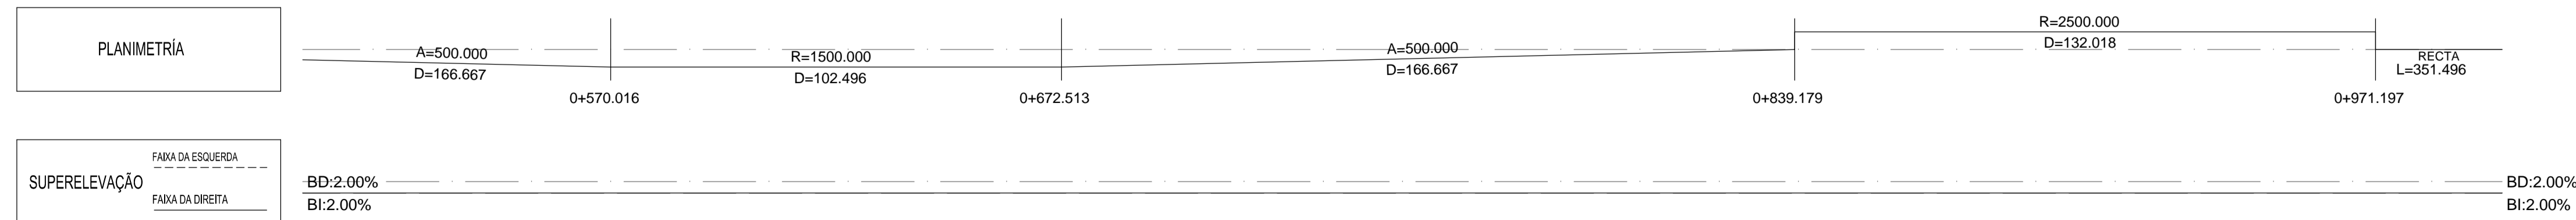 PLANIMETRÍA
A=500.000
D=166.667
R=1500.000
D=102.496
A=500.000
D=166.667
R=2500.000
D=132.018
RECTA
L=351.496
0+570.016
0+672.513
0+839.179
0+971.197
SUPERELEVAÇÃO
FAIXA DA ESQUERDA
FAIXA DA DIREITA
BD:2.00%
BI:2.00%
BD:2.00%
BI:2.00%